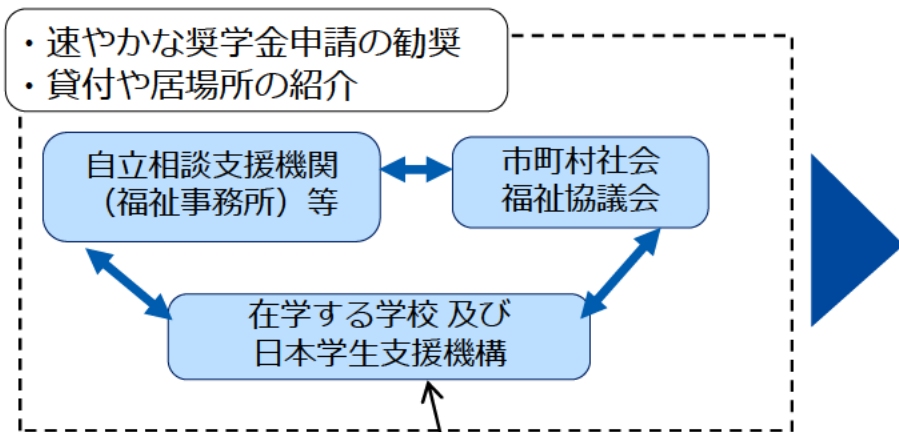 ・速やかな奨学金申請の勧奨
・貸付や居場所の紹介
自立相談支援機関
（福祉事務所）等
市町村社会
福祉協議会
在学する学校 及び
日本学生支援機構